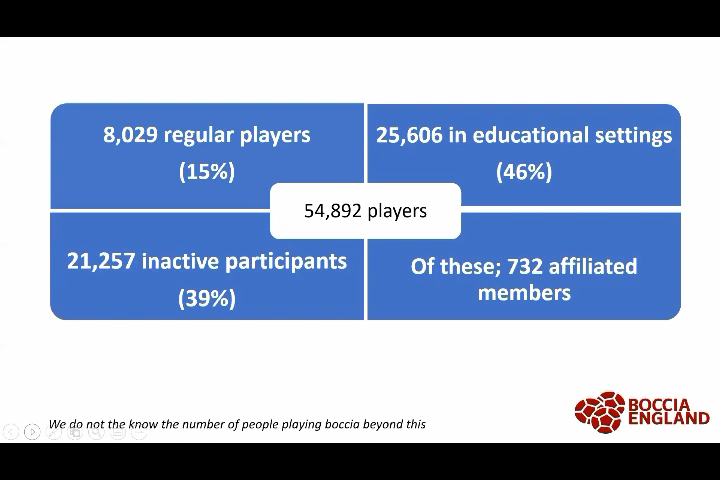 8,029 regular players
(15%)
25,606 in educational settings
(46%)
54,892 players
21,257 inactive participants
(39%)
Of these; 732 affiliated
members
We do not the know the number of people playing boccia beyond this
BOCCIA
ENGLAND